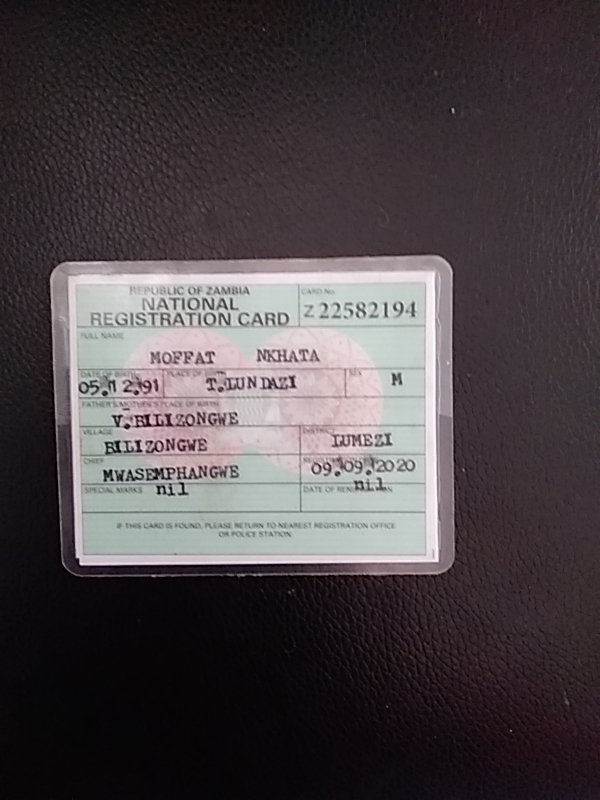 REPUBLIC OF ZAMBIA
NATIONAL
REGISTRATION CARD
CARD No.
Z 22582194
FULL NAME
MOFFAT NKHATA
DATE OF BIRTH PLACE OF BIRTH SEX
T.LUNDAZI M
FATHER'S/MOTHER'S PLACE OF BIRTH
V.BILIZONGWE
VILLAGE DISTRICT
BILIZONGWE LUMEZI
CHIEF
MWASEMPHANGWE 09.09.2020
SPECIAL MARKS nil DATE OF nil
IF THIS CARD IS FOUND, PLEASE RETURN TO NEAREST REGISTRATION OFFICE
OR POLICE STATION.